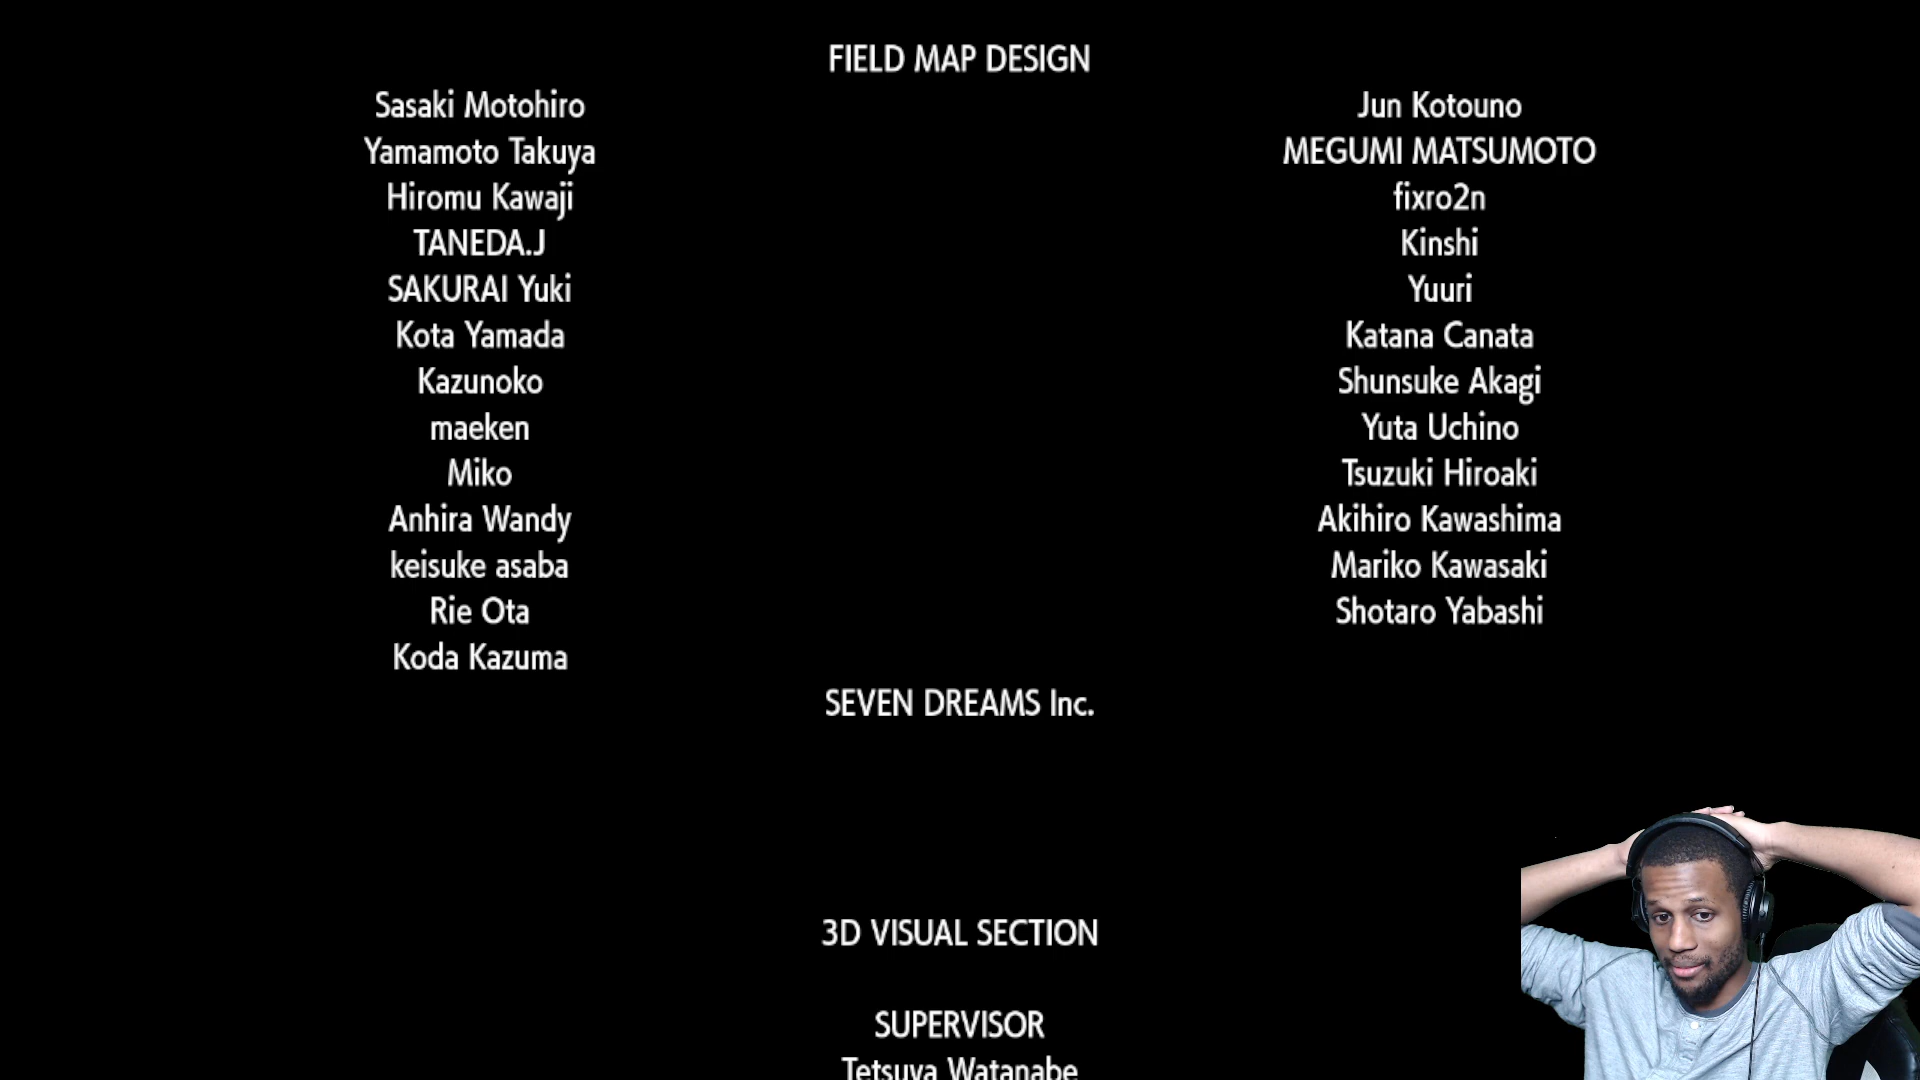 FIELD MAP DESIGN
Sasaki Motohiro
Yamamoto Takuya
Hiromu Kawaji
TANEDA.J
SAKURAI Yuki
Kota Yamada
Kazunoko
maeken
Miko
Anhira Wandy
keisuke asaba
Rie Ota
Koda Kazuma
Jun Kotouno
MEGUMI MATSUMOTO
fixro2n
Kinshi
Yuuri
Katana Canata
Shunsuke Akagi
Yuta Uchino
Tsuzuki Hiroaki
Akihiro Kawashima
Mariko Kawasaki
Shotaro Yabashi
SEVEN DREAMS Inc.
3D VISUAL SECTION
SUPERVISOR
Tetsuya Watanabe